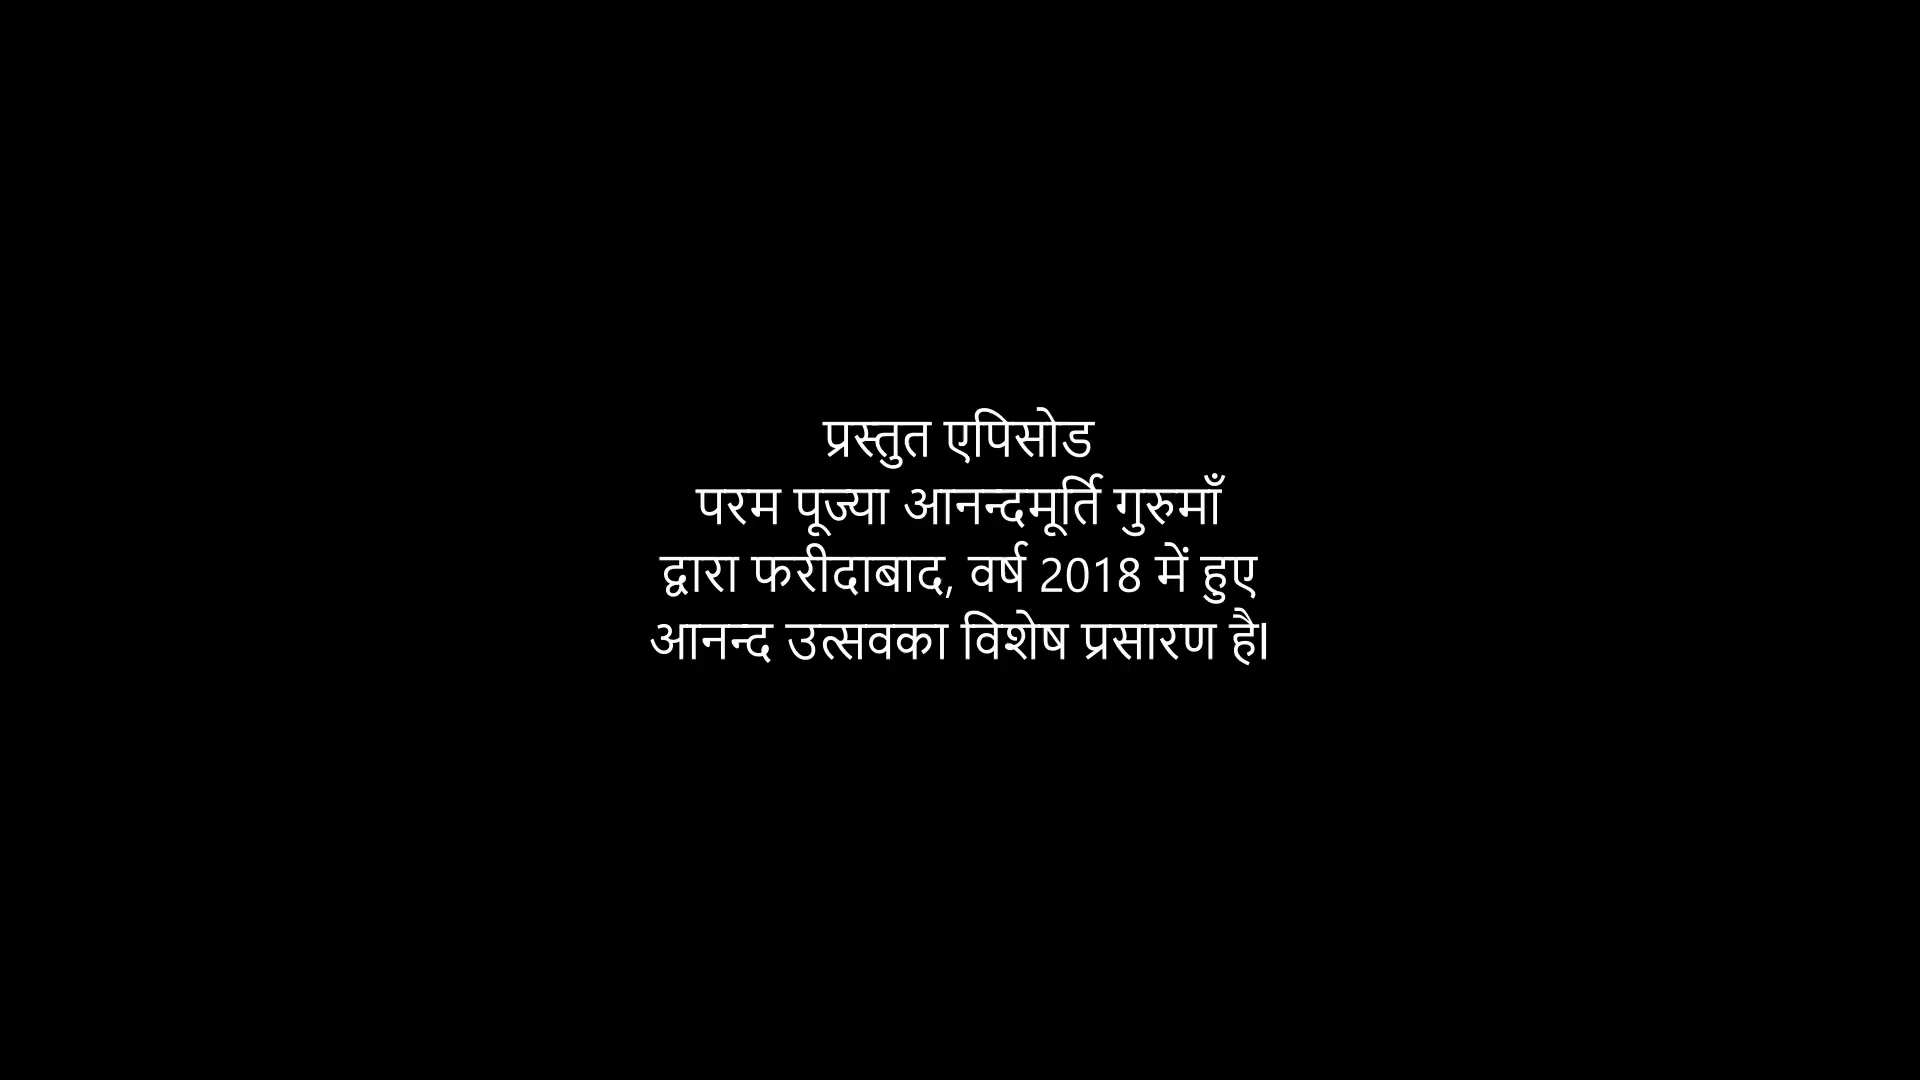 प्रस्तुत एपिसोड
परम पूज्या आनन्दमूर्ति गुरुमाँ
द्वारा फरीदाबाद, वर्ष 2018 में हुए
आनन्द उत्सवका विशेष प्रसारण है।